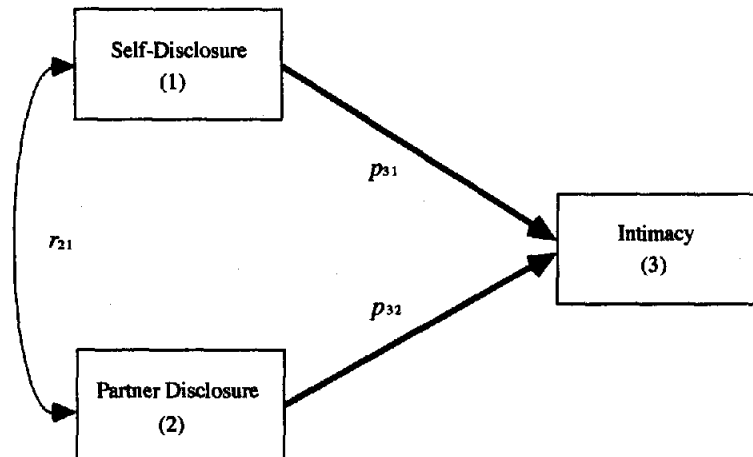 Self-Disclosure
(1)
p31
Intimacy
(3)
r21
p32
Partner Disclosure
(2)